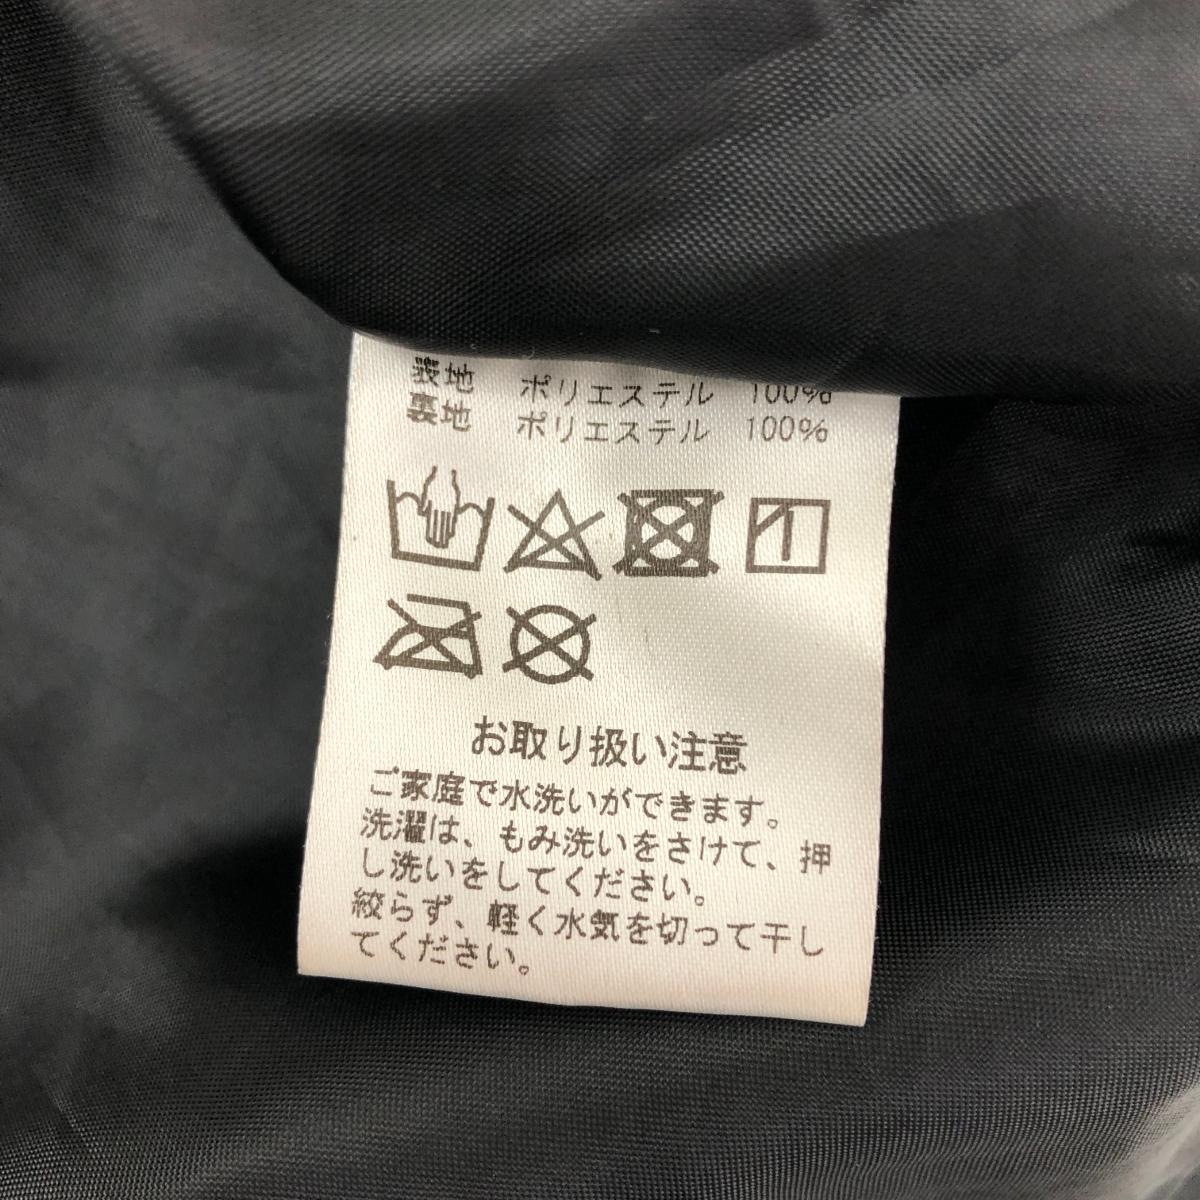 表地 ポリエステル 100%
裏地 ポリエステル 100%
お取り扱い注意
ご家庭で水洗いができます。
洗濯は、もみ洗いをさけて、押
し洗いをしてください。
絞らず、軽く水気を切って干し
てください。